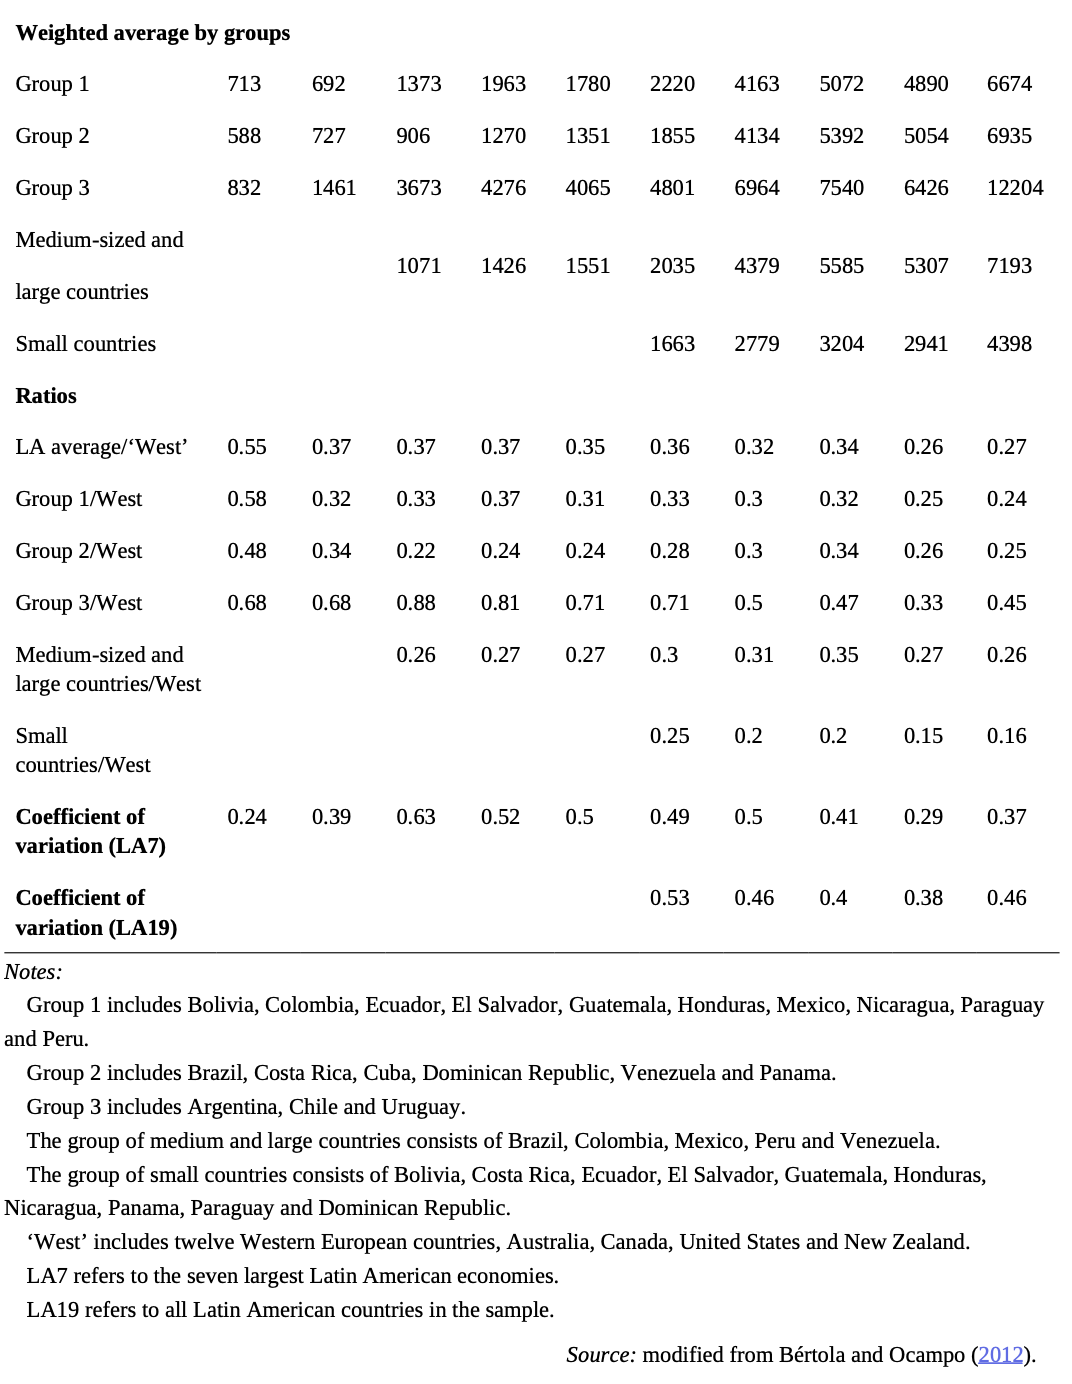 Weighted average by groups
Group 1 713 692 1373 1963 1780 2220 4163 5072 4890 6674
Group 2 588 727 906 1270 1351 1855 4134 5392 5054 6935
Group 3 832 1461 3673 4276 4065 4801 6964 7540 6426 12204
Medium-sized and
1071 1426 1551 2035 4379 5585 5307 7193
large countries
Small countries 1663 2779 3204 2941 4398
Ratios
LA average/‘West’ 0.55 0.37 0.37 0.37 0.35 0.36 0.32 0.34 0.26 0.27
Group 1/West 0.58 0.32 0.33 0.37 0.31 0.33 0.3 0.32 0.25 0.24
Group 2/West 0.48 0.34 0.22 0.24 0.24 0.28 0.3 0.34 0.26 0.25
Group 3/West 0.68 0.68 0.88 0.81 0.71 0.71 0.5 0.47 0.33 0.45
Medium-sized and 0.26 0.27 0.27 0.3 0.31 0.35 0.27 0.26
large countries/West
Small 0.25 0.2 0.2 0.15 0.16
countries/West
Coefficient of 0.24 0.39 0.63 0.52 0.5 0.49 0.5 0.41 0.29 0.37
variation (LA7)
Coefficient of 0.53 0.46 0.4 0.38 0.46
variation (LA19)
Notes:
Group 1 includes Bolivia, Colombia, Ecuador, El Salvador, Guatemala, Honduras, Mexico, Nicaragua, Paraguay
and Peru.
Group 2 includes Brazil, Costa Rica, Cuba, Dominican Republic, Venezuela and Panama.
Group 3 includes Argentina, Chile and Uruguay.
The group of medium and large countries consists of Brazil, Colombia, Mexico, Peru and Venezuela.
The group of small countries consists of Bolivia, Costa Rica, Ecuador, El Salvador, Guatemala, Honduras,
Nicaragua, Panama, Paraguay and Dominican Republic.
‘West’ includes twelve Western European countries, Australia, Canada, United States and New Zealand.
LA7 refers to the seven largest Latin American economies.
LA19 refers to all Latin American countries in the sample.
Source: modified from Bértola and Ocampo (2012).